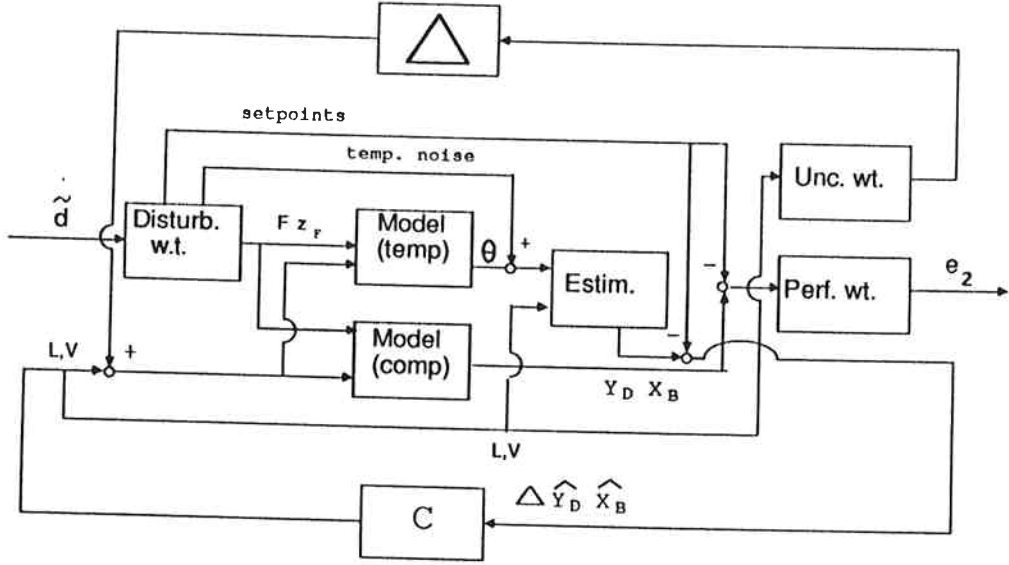 △
setpoints
temp. noise
d̃
Disturb.
w.t.
F z_F
Model
(temp)
θ
+
Estim.
Unc. wt.
−
Perf. wt.
e_2
L,V
+
Model
(comp)
−
Y_D X_B
L,V
C
△ Ŷ_D X̂_B